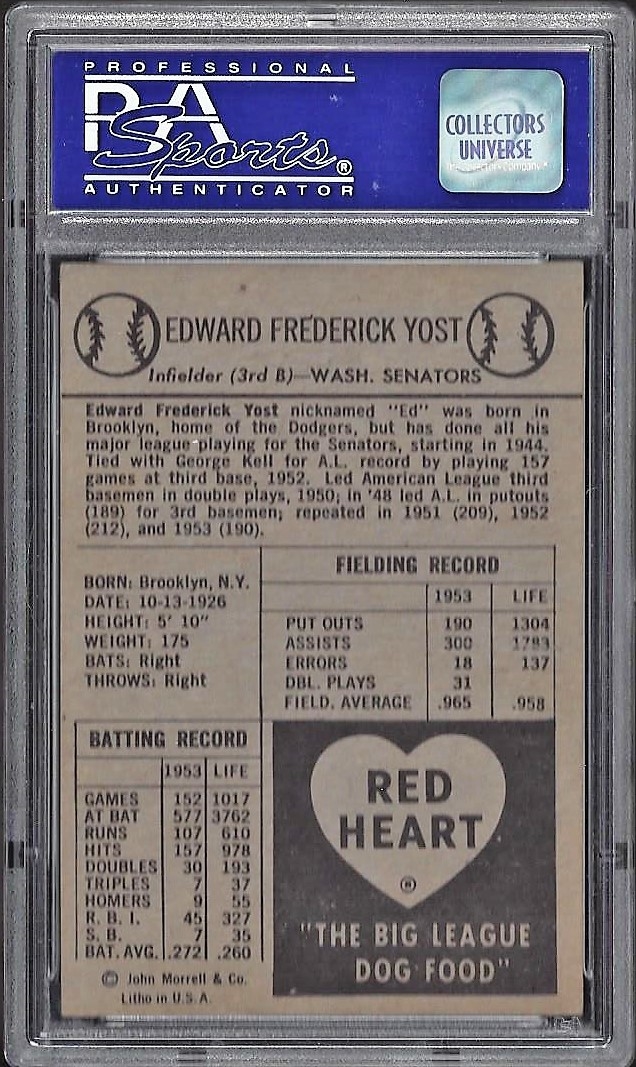 PROFESSIONAL
PSA
Sports®
AUTHENTICATOR
COLLECTORS
UNIVERSE
EDWARD FREDERICK YOST
Infielder (3rd B)—WASH. SENATORS
Edward Frederick Yost nicknamed "Ed" was born in
Brooklyn, home of the Dodgers, but has done all his
major league playing for the Senators, starting in 1944.
Tied with George Kell for A.L. record by playing 157
games at third base, 1952. Led American League third
basemen in double plays, 1950; in '48 led A.L. in putouts
(189) for 3rd basemen; repeated in 1951 (209), 1952
(212), and 1953 (190).
BORN: Brooklyn, N.Y.
DATE: 10-13-1926
HEIGHT: 5' 10"
WEIGHT: 175
BATS: Right
THROWS: Right
FIELDING RECORD
1953 LIFE
PUT OUTS 190 1304
ASSISTS 300 1783
ERRORS 18 137
DBL. PLAYS 31
FIELD. AVERAGE .965 .958
BATTING RECORD
1953 LIFE
GAMES 152 1017
AT BAT 577 3762
RUNS 107 610
HITS 157 978
DOUBLES 30 193
TRIPLES 7 37
HOMERS 9 55
R. B. I. 45 327
S. B. 7 35
BAT. AVG. .272 .260
© John Morrell & Co.
Litho in U.S.A.
RED
HEART
®
"THE BIG LEAGUE
DOG FOOD"